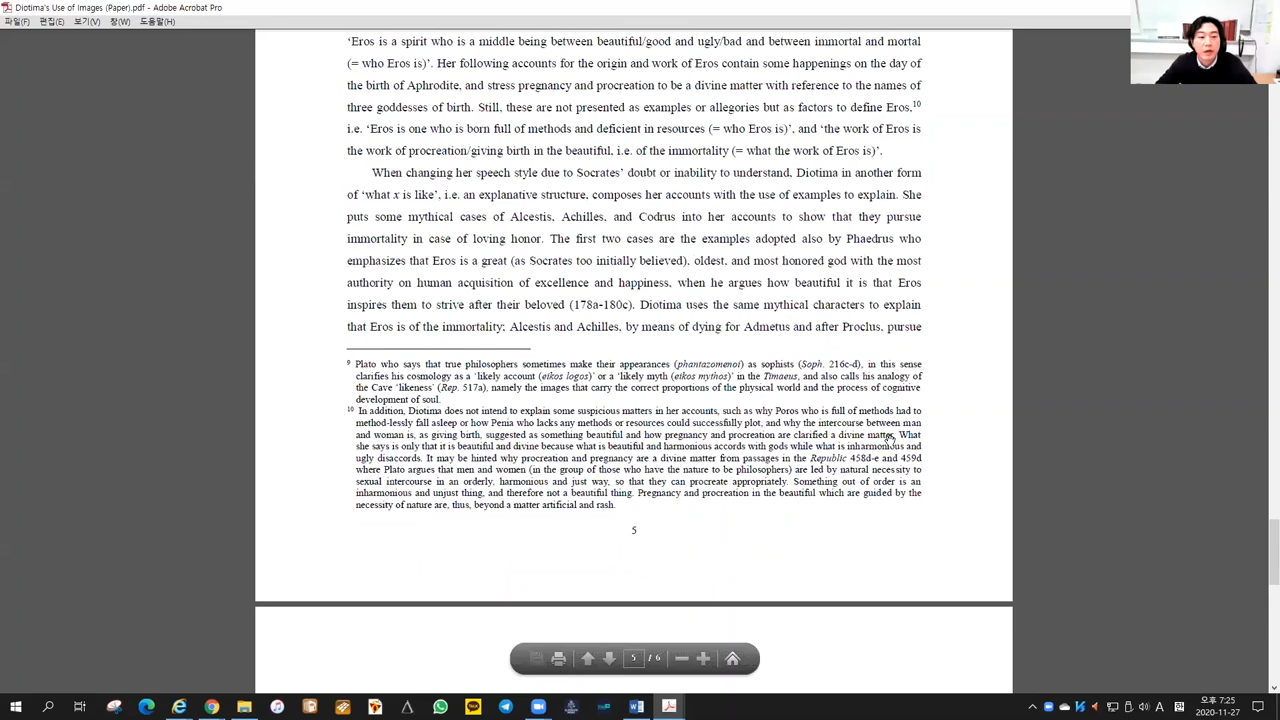 Diotima's Use of Images (Paper).pdf - Adobe Acrobat Pro
파일(F) 편집(E) 보기(V) 창(W) 도움말(H)
‘Eros is a spirit who is a middle being between beautiful/good and ugly/bad and between immortal and mortal
(= who Eros is)’. Her following accounts for the origin and work of Eros contain some happenings on the day of
the birth of Aphrodite, and stress pregnancy and procreation to be a divine matter with reference to the names of
three goddesses of birth. Still, these are not presented as examples or allegories but as factors to define Eros,10
i.e. ‘Eros is one who is born full of methods and deficient in resources (= who Eros is)’, and ‘the work of Eros is
the work of procreation/giving birth in the beautiful, i.e. of the immortality (= what the work of Eros is)’.
When changing her speech style due to Socrates’ doubt or inability to understand, Diotima in another form
of ‘what x is like’, i.e. an explanative structure, composes her accounts with the use of examples to explain. She
puts some mythical cases of Alcestis, Achilles, and Codrus into her accounts to show that they pursue
immortality in case of loving honor. The first two cases are the examples adopted also by Phaedrus who
emphasizes that Eros is a great (as Socrates too initially believed), oldest, and most honored god with the most
authority on human acquisition of excellence and happiness, when he argues how beautiful it is that Eros
inspires them to strive after their beloved (178a-180c). Diotima uses the same mythical characters to explain
that Eros is of the immortality; Alcestis and Achilles, by means of dying for Admetus and after Proclus, pursue
9 Plato who says that true philosophers sometimes make their appearances (phantazomenoi) as sophists (Soph. 216c-d), in this sense
clarifies his cosmology as a ‘likely account (eikos logos)’ or a ‘likely myth (eikos mythos)’ in the Timaeus, and also calls his analogy of
the Cave ‘likeness’ (Rep. 517a), namely the images that carry the correct proportions of the physical world and the process of cognitive
development of soul.
10 In addition, Diotima does not intend to explain some suspicious matters in her accounts, such as why Poros who is full of methods had to
method-lessly fall asleep or how Penia who lacks any methods or resources could successfully plot, and why the intercourse between man
and woman is, as giving birth, suggested as something beautiful and how pregnancy and procreation are clarified a divine matter. What
she says is only that it is beautiful and divine because what is beautiful and harmonious accords with gods while what is inharmonious and
ugly disaccords. It may be hinted why procreation and pregnancy are a divine matter from passages in the Republic 458d-e and 459d
where Plato argues that men and women (in the group of those who have the nature to be philosophers) are led by natural necessity to
sexual intercourse in an orderly, harmonious and just way, so that they can procreate appropriately. Something out of order is an
inharmonious and unjust thing, and therefore not a beautiful thing. Pregnancy and procreation in the beautiful which are guided by the
necessity of nature are, thus, beyond a matter artificial and rash.
5
5 / 6
오후 7:25
2020-11-27